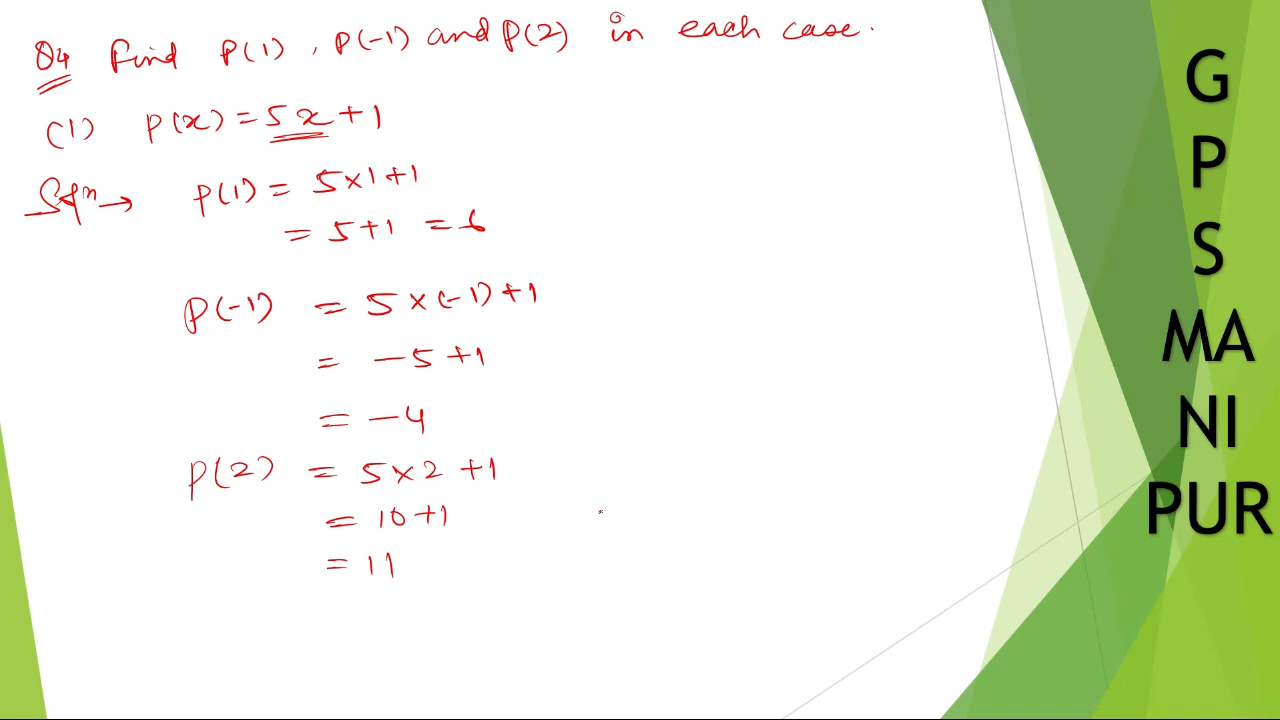 Q4 Find P(1), P(-1) and P(2) in each case.
(1) P(x) = 5x + 1
Sol^n → P(1) = 5×1+1
= 5+1 = 6
P(-1) = 5×(-1)+1
= -5+1
= -4
P(2) = 5×2+1
= 10+1
= 11
G
P
S
MA
NI
PUR